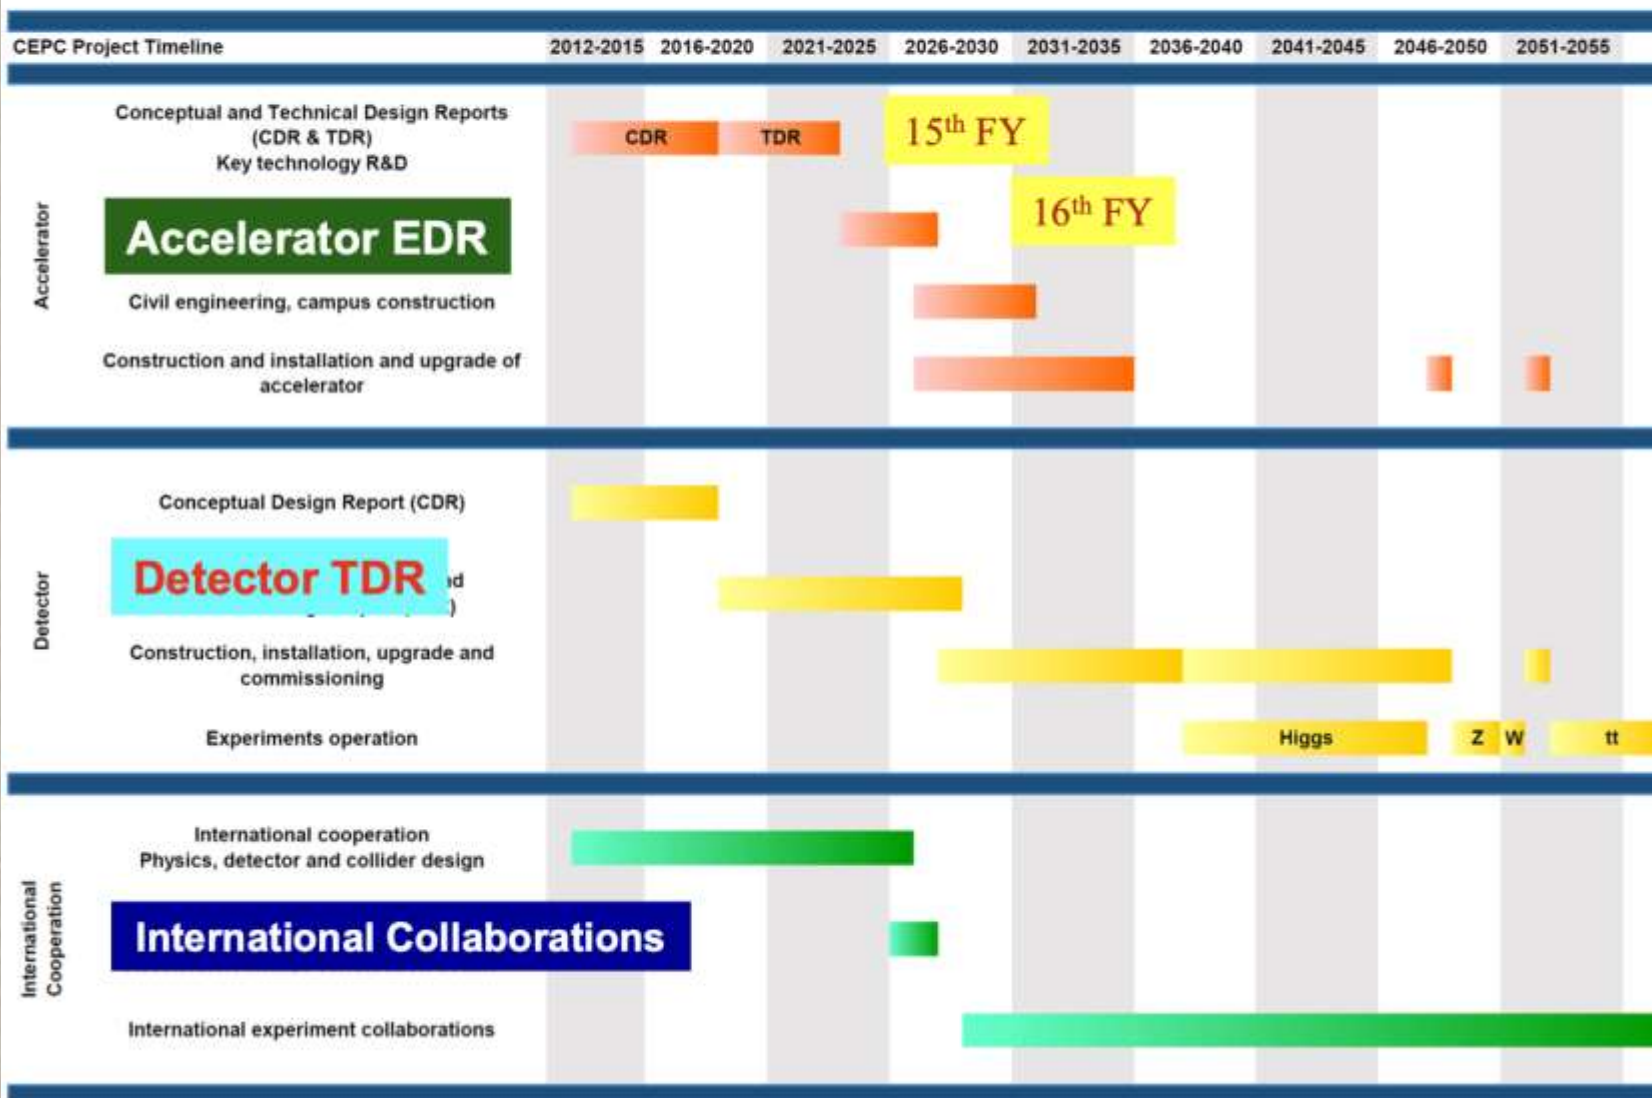 CEPC Project Timeline 2012-2015 2016-2020 2021-2025 2026-2030 2031-2035 2036-2040 2041-2045 2046-2050 2051-2055
Accelerator
Conceptual and Technical Design Reports
(CDR & TDR)
Key technology R&D
CDR TDR
15th FY
16th FY
Accelerator EDR
Civil engineering, campus construction
Construction and installation and upgrade of
accelerator
Detector
Conceptual Design Report (CDR)
Detector TDR
Construction, installation, upgrade and
commissioning
Experiments operation
Higgs Z W tt
International
Cooperation
International cooperation
Physics, detector and collider design
International Collaborations
International experiment collaborations